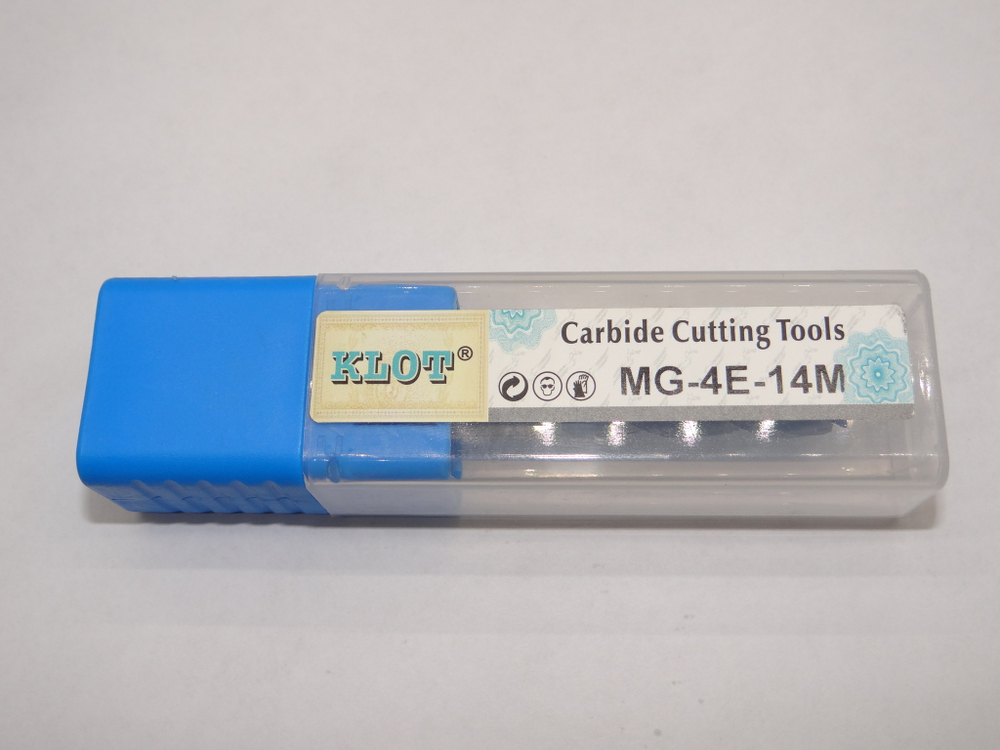 KLOT®
Carbide Cutting Tools
MG-4E-14M